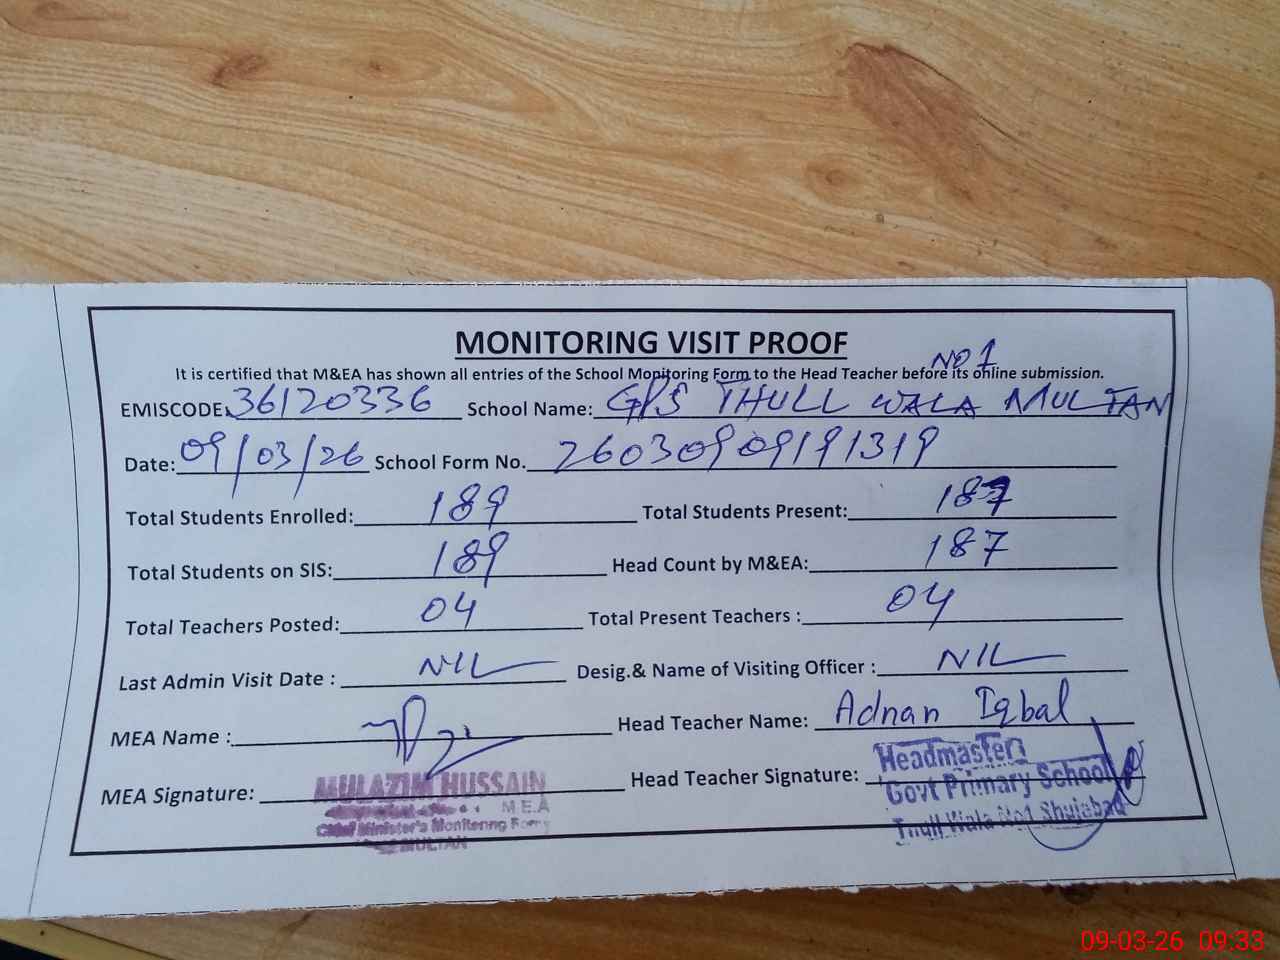 MONITORING VISIT PROOF
It is certified that M&EA has shown all entries of the School Monitoring Form to the Head Teacher before its online submission.
NO 1
EMISCODE 36120336 School Name: GPS THULL WALA MULTAN
Date: 09/03/26 School Form No. 26030909191319
Total Students Enrolled: 189 Total Students Present: 187
Total Students on SIS: 189 Head Count by M&EA: 187
Total Teachers Posted: 04 Total Present Teachers : 04
Last Admin Visit Date : NIL Desig.& Name of Visiting Officer : NIL
MEA Name : Head Teacher Name: Adnan Iqbal
MEA Signature: Head Teacher Signature:
MULAZIM HUSSAIN
M.E.A
Chief Minister's Monitoring Force
MULTAN
Headmaster
Govt Primary School
Thull Wala No1 Shujabad
09-03-26 09:33